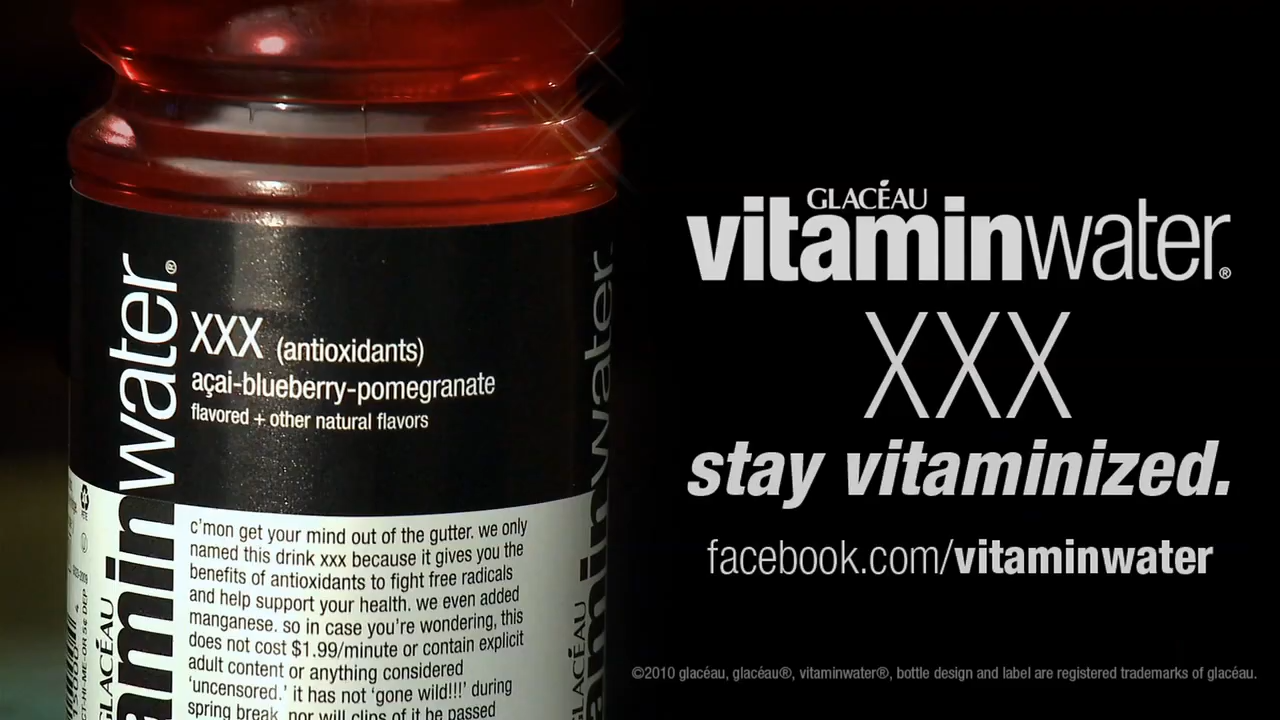 vitaminwater®
XXX (antioxidants)
açai-blueberry-pomegranate
flavored + other natural flavors
c'mon get your mind out of the gutter. we only
named this drink xxx because it gives you the
benefits of antioxidants to fight free radicals
and help support your health. we even added
manganese. so in case you're wondering, this
does not cost $1.99/minute or contain explicit
adult content or anything considered
'uncensored.' it has not 'gone wild!!!' during
spring break, nor will clips of it be passed
GLACÉAU
aminwater.
GLACÉAU
GLACÉAU
vitaminwater®
XXX
stay vitaminized.
facebook.com/vitaminwater
©2010 glacéau, glacéau®, vitaminwater®, bottle design and label are registered trademarks of glacéau.